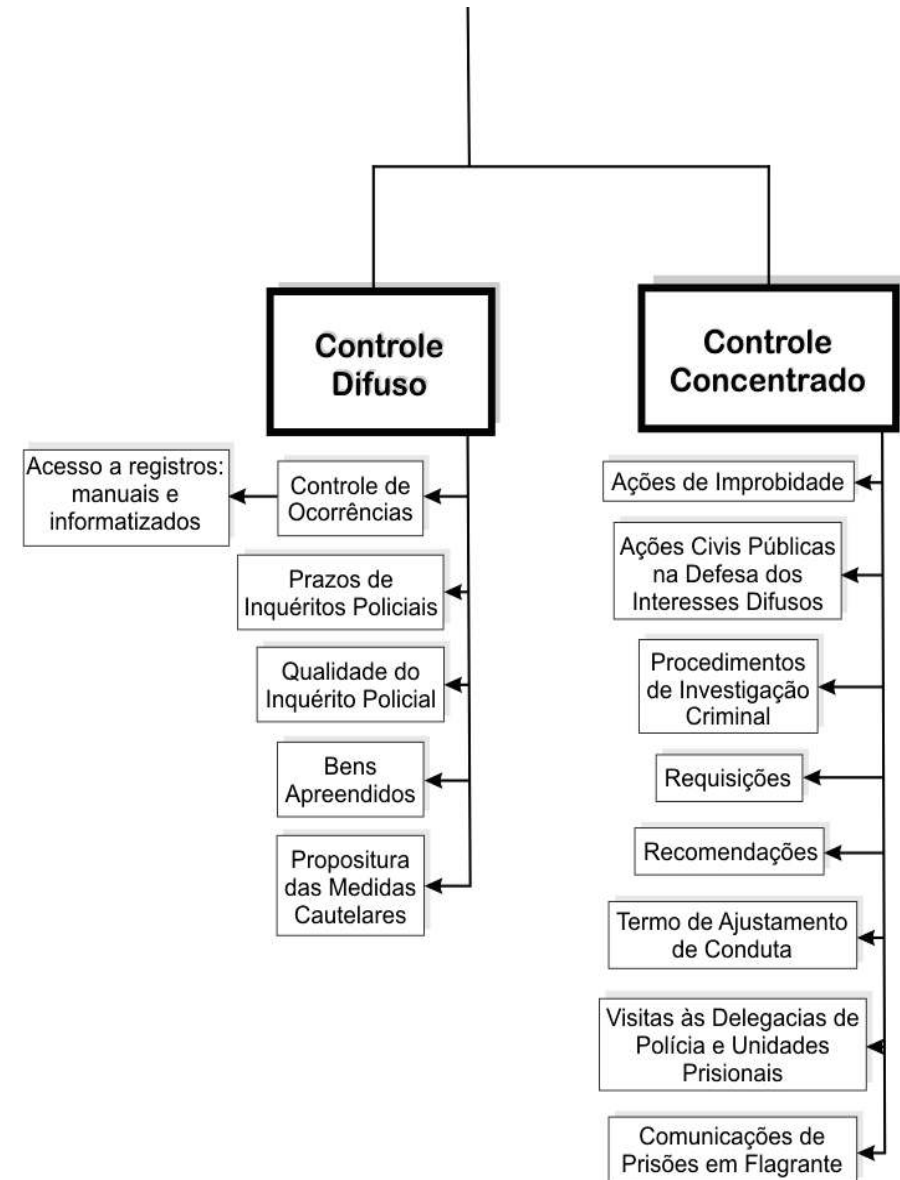 Controle
Difuso
Acesso a registros:
manuais e
informatizados
Controle de
Ocorrências
Prazos de
Inquéritos Policiais
Qualidade do
Inquérito Policial
Bens
Apreendidos
Propositura
das Medidas
Cautelares
Controle
Concentrado
Ações de Improbidade
Ações Civis Públicas
na Defesa dos
Interesses Difusos
Procedimentos
de Investigação
Criminal
Requisições
Recomendações
Termo de Ajustamento
de Conduta
Visitas às Delegacias de
Polícia e Unidades
Prisionais
Comunicações de
Prisões em Flagrante